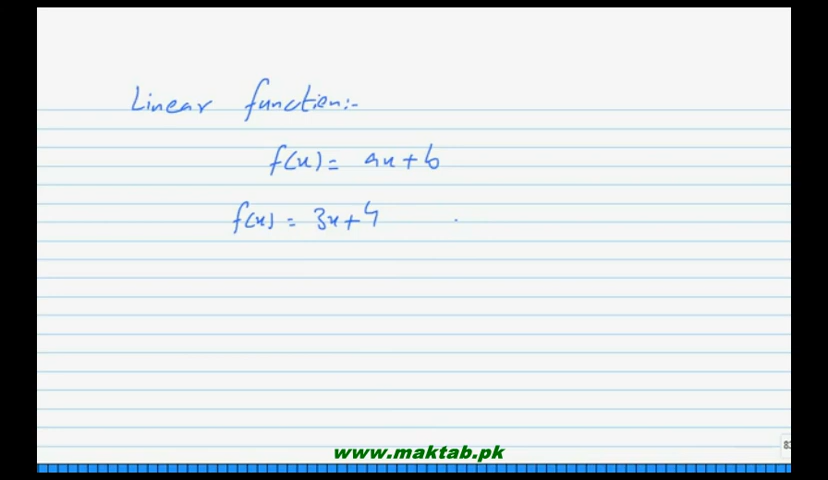 Linear function:-
f(x) = ax + b
f(x) = 3x + 4
www.maktab.pk